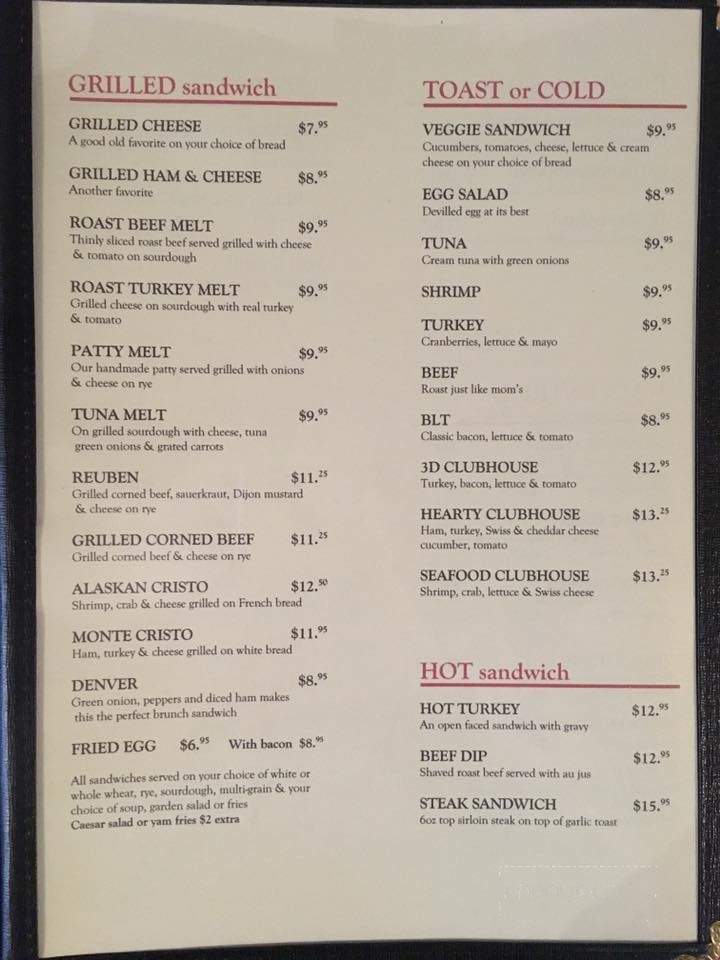 GRILLED sandwich
GRILLED CHEESE $7.95
A good old favorite on your choice of bread
GRILLED HAM & CHEESE $8.95
Another favorite
ROAST BEEF MELT $9.95
Thinly sliced roast beef served grilled with cheese
& tomato on sourdough
ROAST TURKEY MELT $9.95
Grilled cheese on sourdough with real turkey
& tomato
PATTY MELT $9.95
Our handmade patty served grilled with onions
& cheese on rye
TUNA MELT $9.95
On grilled sourdough with cheese, tuna
green onions & grated carrots
REUBEN $11.25
Grilled corned beef, sauerkraut, Dijon mustard
& cheese on rye
GRILLED CORNED BEEF $11.25
Grilled corned beef & cheese on rye
ALASKAN CRISTO $12.50
Shrimp, crab & cheese grilled on French bread
MONTE CRISTO $11.95
Ham, turkey & cheese grilled on white bread
DENVER $8.95
Green onion, peppers and diced ham makes
this the perfect brunch sandwich
FRIED EGG $6.95 With bacon $8.95
All sandwiches served on your choice of white or
whole wheat, rye, sourdough, multi-grain & your
choice of soup, garden salad or fries
Caesar salad or yam fries $2 extra
TOAST or COLD
VEGGIE SANDWICH $9.95
Cucumbers, tomatoes, cheese, lettuce & cream
cheese on your choice of bread
EGG SALAD $8.95
Devilled egg at its best
TUNA $9.95
Cream tuna with green onions
SHRIMP $9.95
TURKEY $9.95
Cranberries, lettuce & mayo
BEEF $9.95
Roast just like mom's
BLT $8.95
Classic bacon, lettuce & tomato
3D CLUBHOUSE $12.95
Turkey, bacon, lettuce & tomato
HEARTY CLUBHOUSE $13.25
Ham, turkey, Swiss & cheddar cheese
cucumber, tomato
SEAFOOD CLUBHOUSE $13.25
Shrimp, crab, lettuce & Swiss cheese
HOT sandwich
HOT TURKEY $12.95
An open faced sandwich with gravy
BEEF DIP $12.95
Shaved roast beef served with au jus
STEAK SANDWICH $15.95
6oz top sirloin steak on top of garlic toast